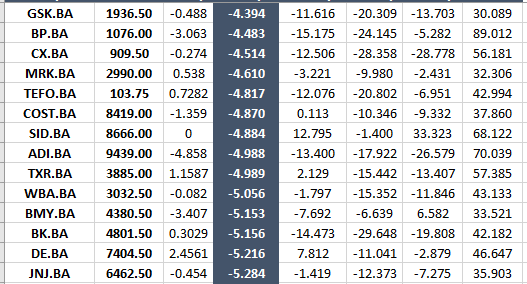 GSK.BA 1936.50 -0.488 -4.394 -11.616 -20.309 -13.703 30.089
BP.BA 1076.00 -3.063 -4.483 -15.175 -24.145 -5.282 89.012
CX.BA 909.50 -0.274 -4.514 -12.506 -28.358 -28.778 56.181
MRK.BA 2990.00 0.538 -4.610 -3.221 -9.980 -2.431 32.306
TEFO.BA 103.75 0.7282 -4.817 -12.076 -20.802 -6.951 42.994
COST.BA 8419.00 -1.359 -4.870 0.113 -10.346 -9.332 37.860
SID.BA 8666.00 0 -4.884 12.795 -1.400 33.323 68.122
ADI.BA 9439.00 -4.858 -4.988 -13.400 -17.922 -26.579 70.039
TXR.BA 3885.00 1.1587 -4.989 2.129 -15.442 -13.407 57.385
WBA.BA 3032.50 -0.082 -5.056 -1.797 -15.352 -11.846 43.133
BMY.BA 4380.50 -3.407 -5.153 -7.692 -6.639 6.582 33.521
BK.BA 4801.50 0.3029 -5.156 -14.473 -29.648 -19.808 42.182
DE.BA 7404.50 2.4561 -5.216 7.812 -11.041 -2.879 46.647
JNJ.BA 6462.50 -0.454 -5.284 -1.419 -12.373 -7.275 35.903